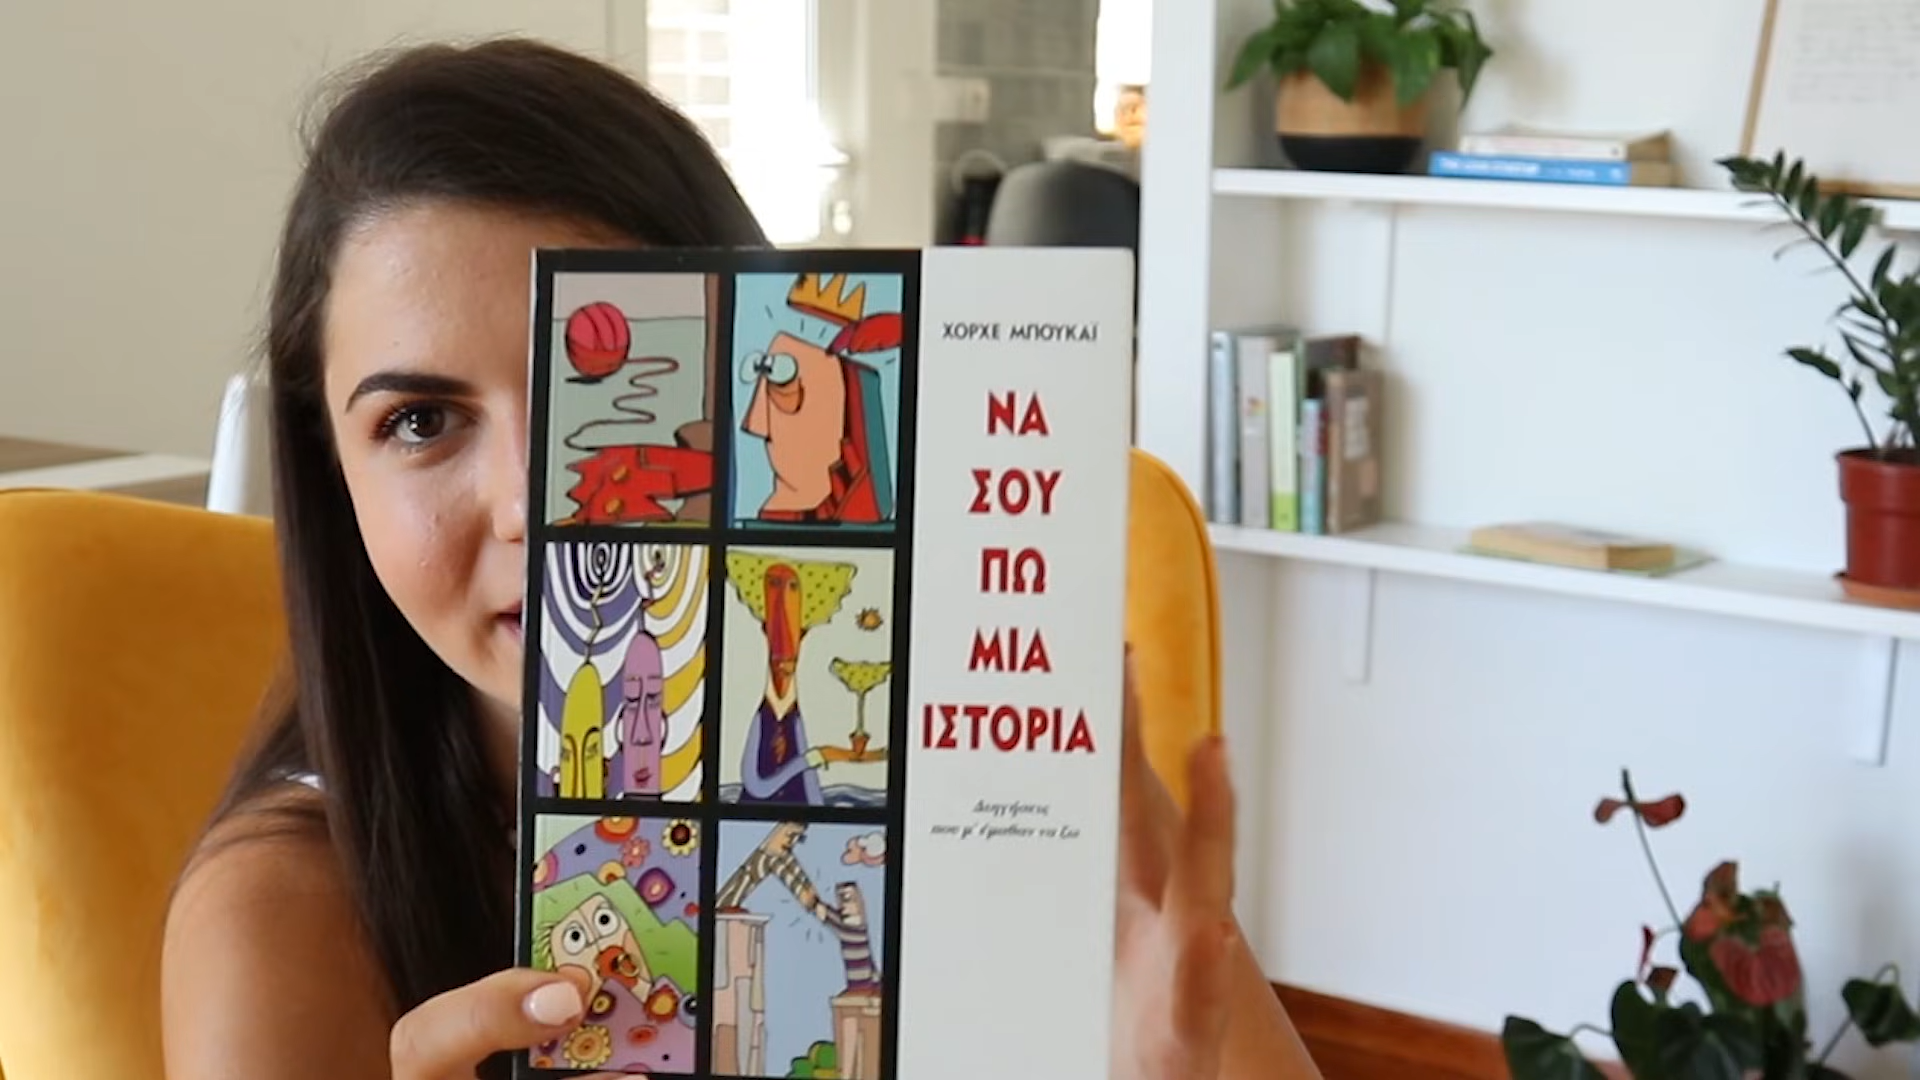 ΧΟΡΧΕ ΜΠΟΥΚΑΪ
ΝΑ
ΣΟΥ
ΠΩ
ΜΙΑ
ΙΣΤΟΡΙΑ
Διηγήσεις
που μ' έμαθαν να ζω